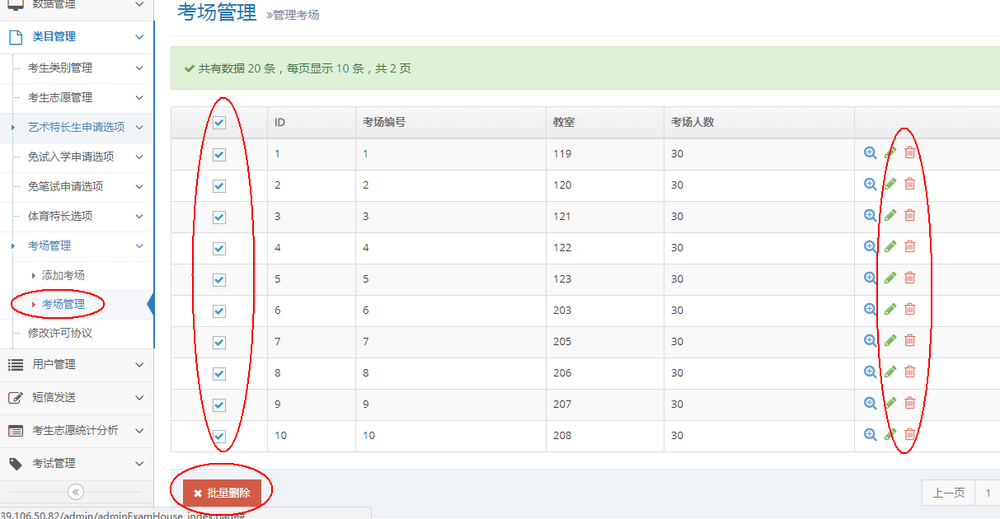 数据管理
类目管理
考生类别管理
考生志愿管理
艺术特长生申请选项
免试入学申请选项
免笔试申请选项
体育特长选项
考场管理
添加考场
考场管理
修改许可协议
用户管理
短信发送
考生志愿统计分析
考试管理
考场管理 »管理考场
共有数据 20 条，每页显示 10 条，共 2 页
ID 考场编号 教室 考场人数
1 1 119 30
2 2 120 30
3 3 121 30
4 4 122 30
5 5 123 30
6 6 203 30
7 7 205 30
8 8 206 30
9 9 207 30
10 10 208 30
批量删除
上一页 1
39.106.50.82/admin/adminExamHouse_index.page#